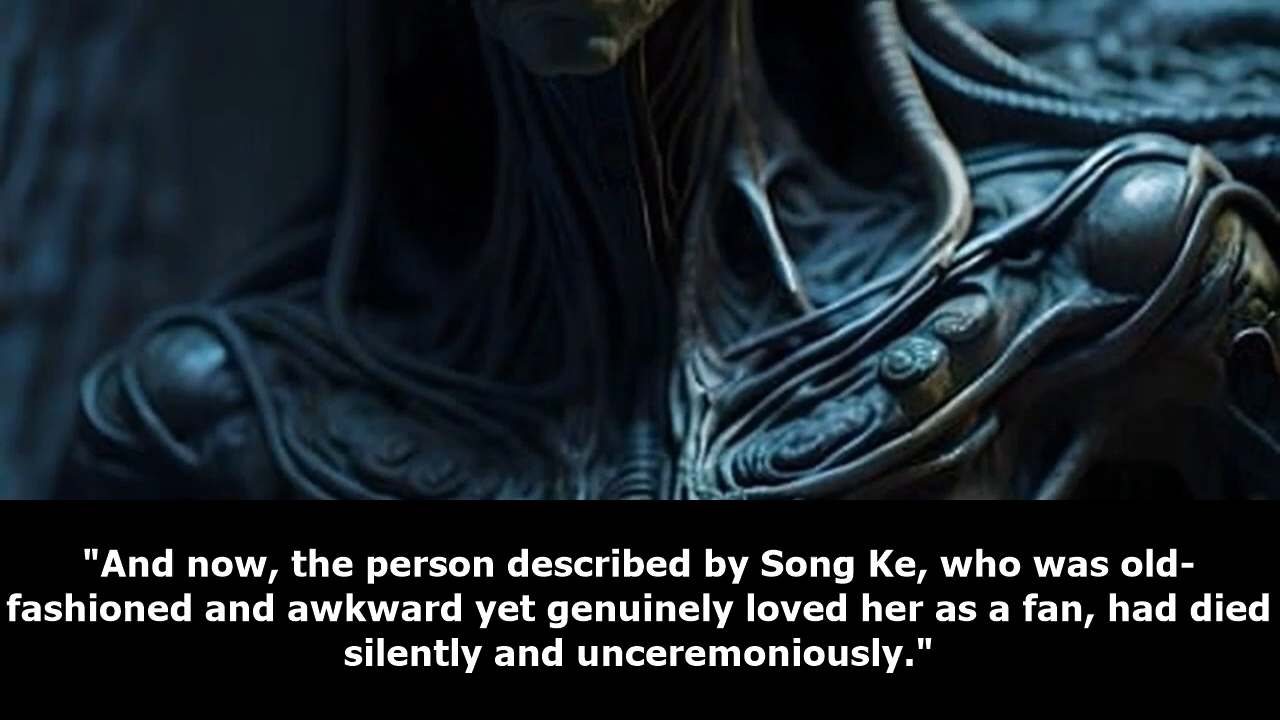 "And now, the person described by Song Ke, who was old-
fashioned and awkward yet genuinely loved her as a fan, had died
silently and unceremoniously."